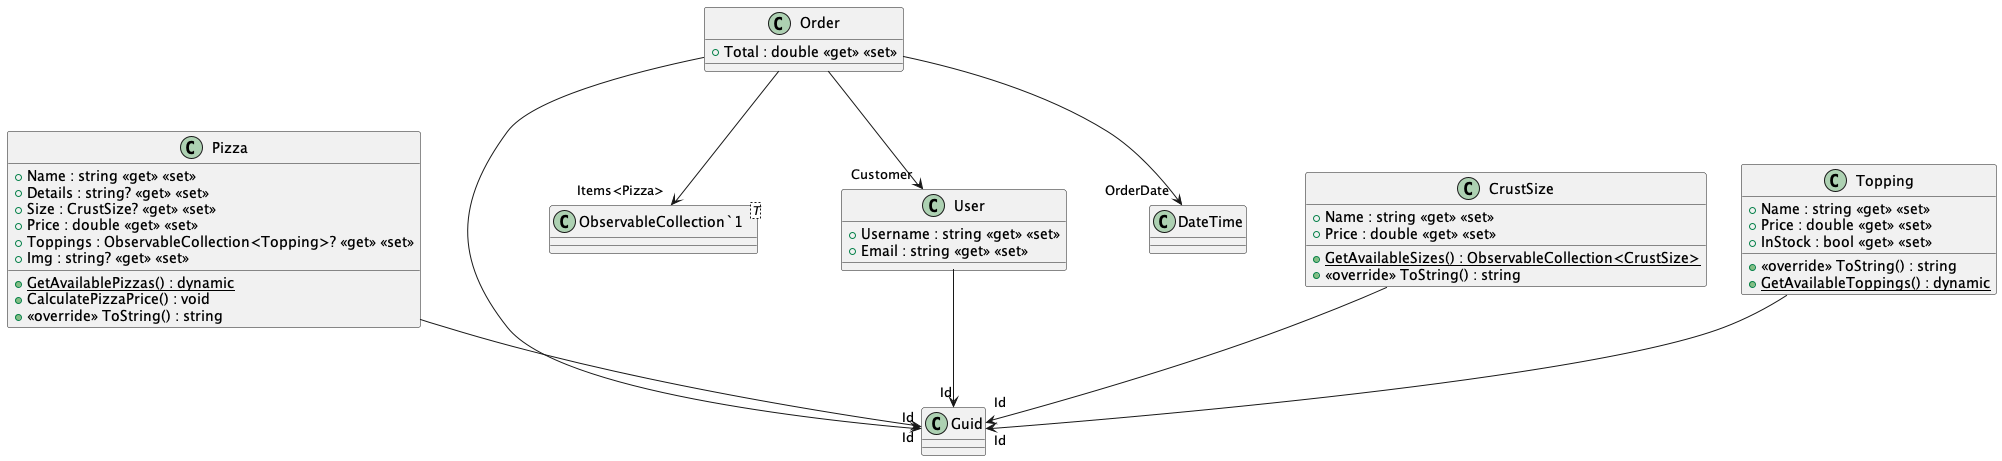 C Order
Total : double «get» «set»
C Pizza
Name : string «get» «set»
Details : string? «get» «set»
Size : CrustSize? «get» «set»
Price : double «get» «set»
Toppings : ObservableCollection<Topping>? «get» «set»
Img : string? «get» «set»
GetAvailablePizzas() : dynamic
CalculatePizzaPrice() : void
«override» ToString() : string
Items<Pizza>
C ObservableCollection`1
T
Customer
C User
Username : string «get» «set»
Email : string «get» «set»
OrderDate
C DateTime
C CrustSize
Name : string «get» «set»
Price : double «get» «set»
GetAvailableSizes() : ObservableCollection<CrustSize>
«override» ToString() : string
C Topping
Name : string «get» «set»
Price : double «get» «set»
InStock : bool «get» «set»
«override» ToString() : string
GetAvailableToppings() : dynamic
Id
Id
Id
Id
Id
C Guid